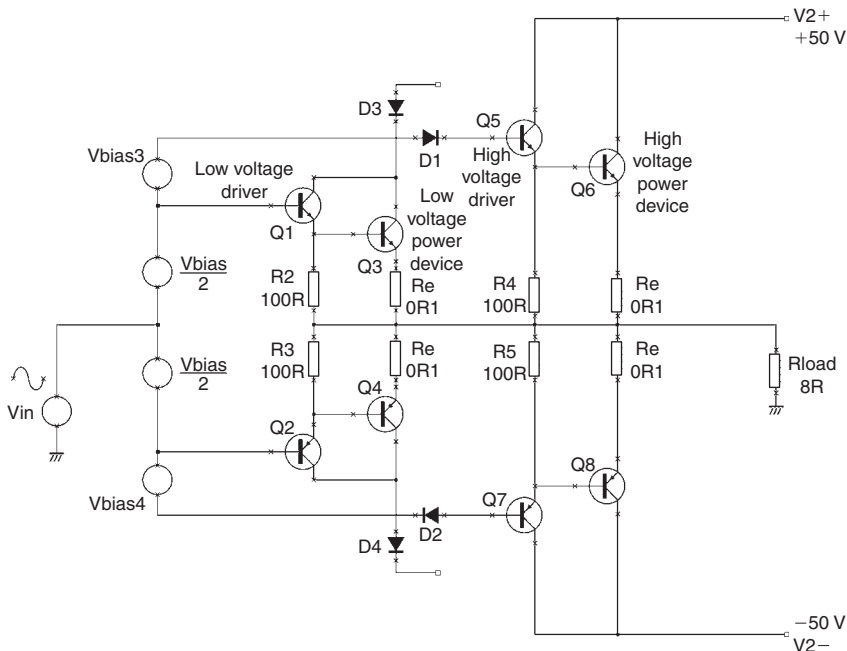 V2+
+50 V
D3
Q5
Vbias3
D1
High
voltage
driver
High
voltage
power
device
Low voltage
driver
Q6
Low
voltage
power
device
Q1
Q3
Vbias
2
R2
100R
Re
0R1
R4
100R
Re
0R1
Vbias
2
R3
100R
Re
0R1
R5
100R
Re
0R1
Rload
8R
Vin
Q4
Q2
Q8
Vbias4
Q7
D2
D4
−50 V
V2−